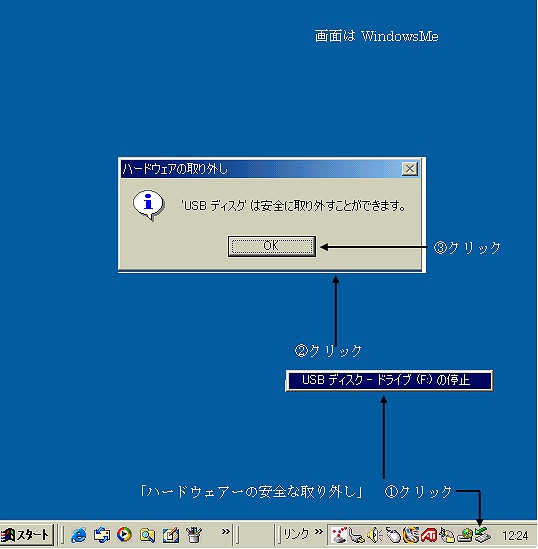 画面は WindowsMe
ハードウェアの取り外し
'USB ディスク' は安全に取り外すことができます。
OK
③クリック
②クリック
USB ディスク - ドライブ (F:) の停止
「ハードウェアーの安全な取り外し」 ①クリック
スタート
»
リンク »
12:24